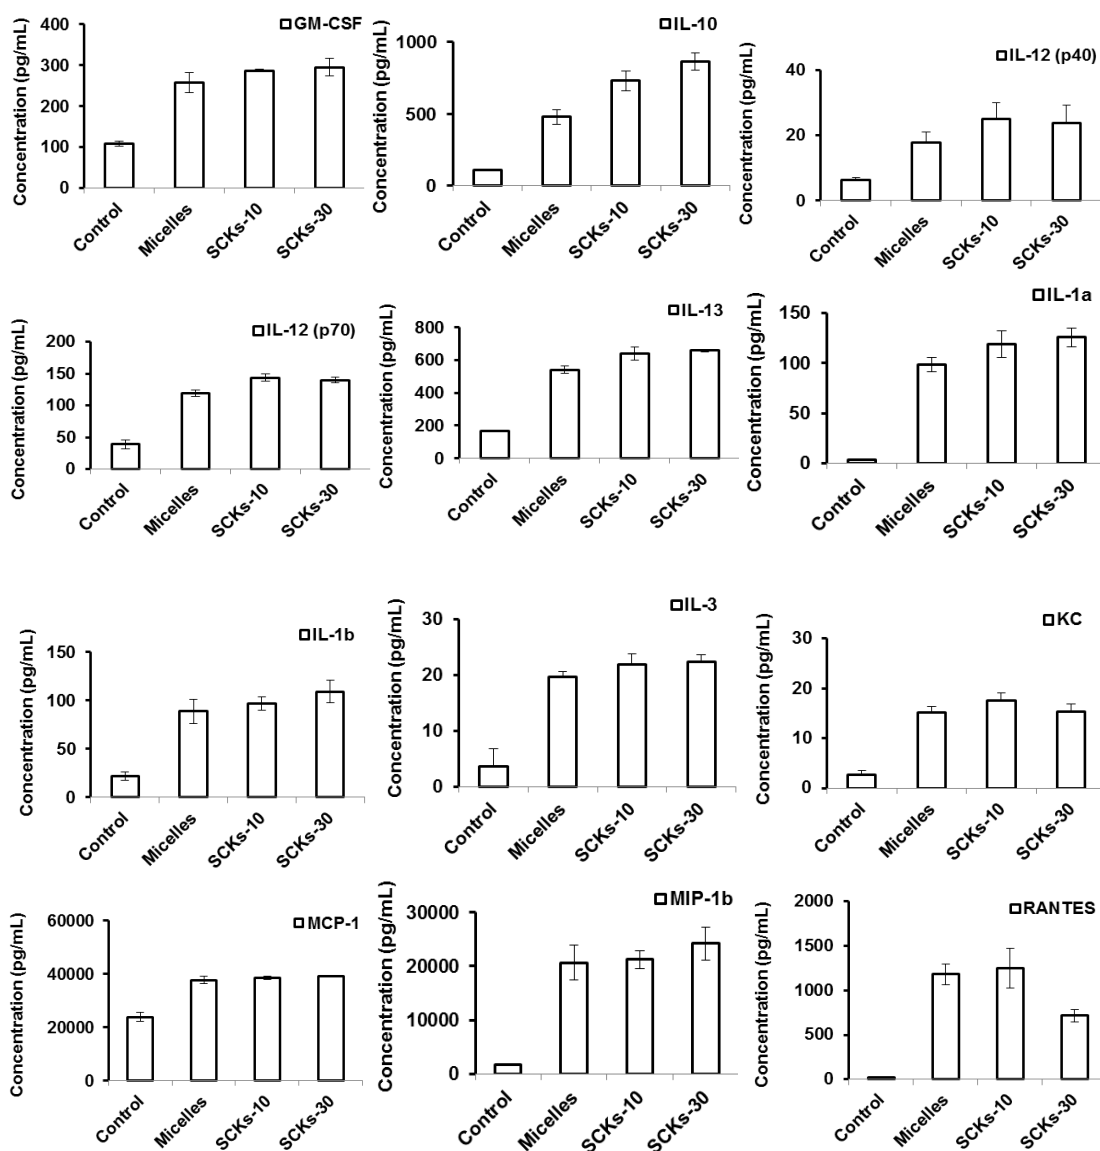 GM-CSF
Concentration (pg/mL)
400
300
200
100
0
Control
Micelles
SCKs-10
SCKs-30
IL-10
Concentration (pg/mL)
1000
500
0
Control
Micelles
SCKs-10
SCKs-30
IL-12 (p40)
Concentration (pg/mL)
40
20
0
Control
Micelles
SCKs-10
SCKs-30
IL-12 (p70)
Concentration (pg/mL)
200
150
100
50
0
Control
Micelles
SCKs-10
SCKs-30
IL-13
Concentration (pg/mL)
800
600
400
200
0
Control
Micelles
SCKs-10
SCKs-30
IL-1a
Concentration (pg/mL)
150
100
50
0
Control
Micelles
SCKs-10
SCKs-30
IL-1b
Concentration (pg/mL)
150
100
50
0
Control
Micelles
SCKs-10
SCKs-30
IL-3
Concentration (pg/mL)
30
20
10
0
Control
Micelles
SCKs-10
SCKs-30
KC
Concentration (pg/mL)
30
20
10
0
Control
Micelles
SCKs-10
SCKs-30
MCP-1
Concentration (pg/mL)
60000
40000
20000
0
Control
Micelles
SCKs-10
SCKs-30
MIP-1b
Concentration (pg/mL)
30000
20000
10000
0
Control
Micelles
SCKs-10
SCKs-30
RANTES
Concentration (pg/mL)
2000
1500
1000
500
0
Control
Micelles
SCKs-10
SCKs-30